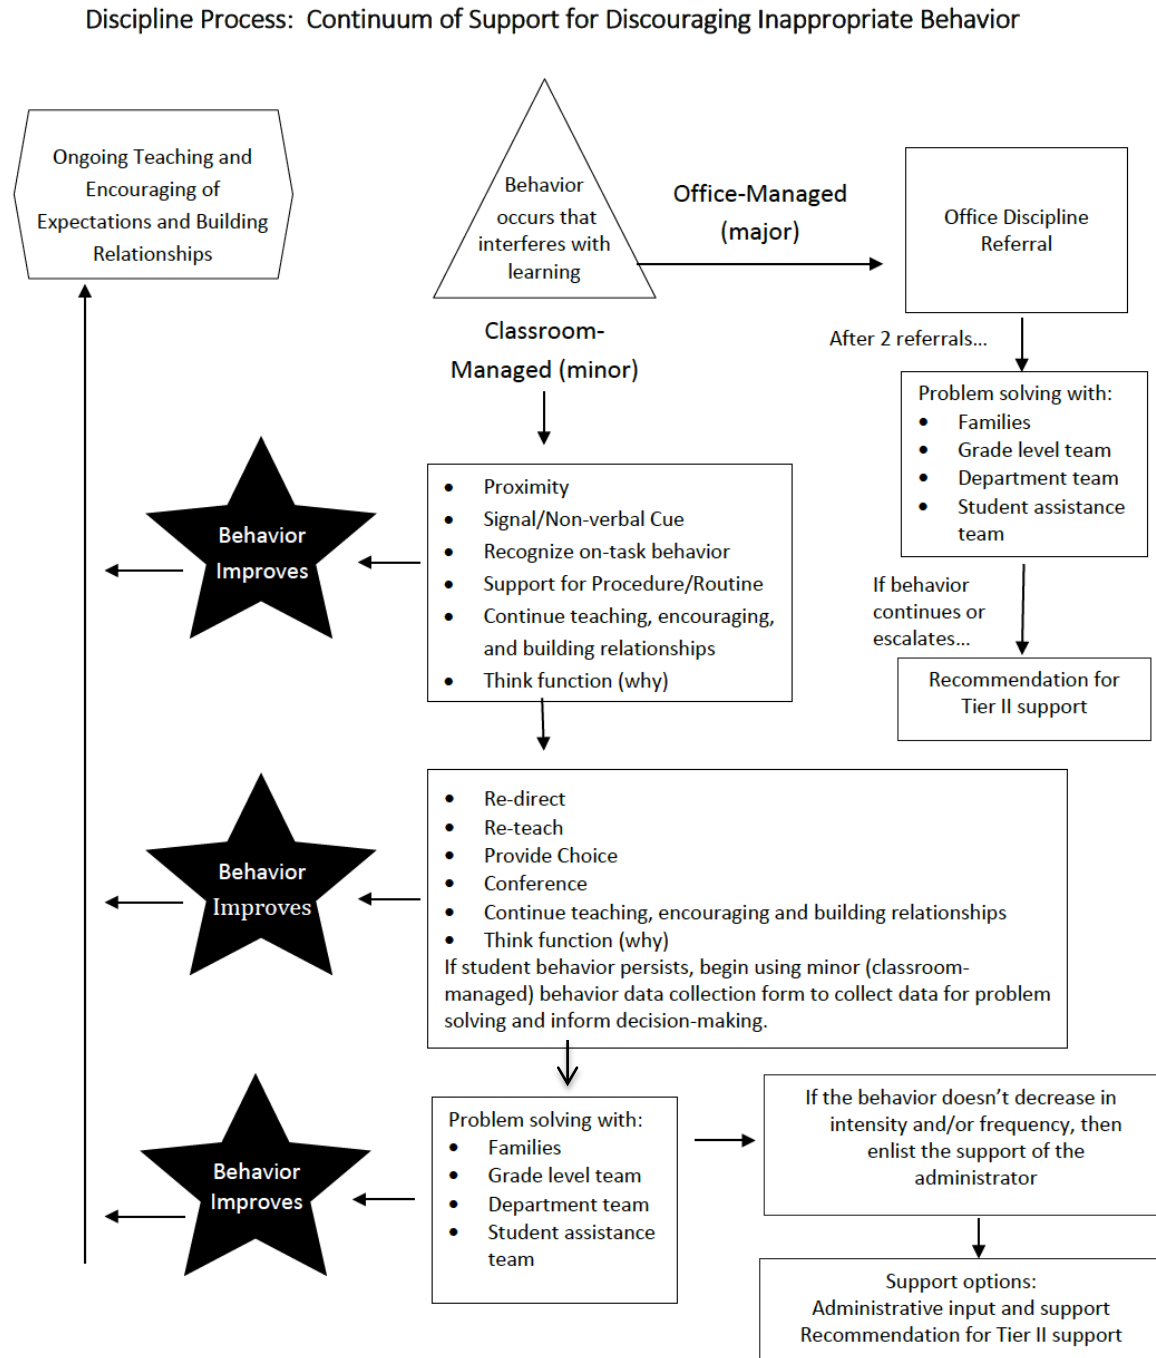 Discipline Process:  Continuum of Support for Discouraging Inappropriate Behavior
Ongoing Teaching and
Encouraging of
Expectations and Building
Relationships
Behavior
occurs that
interferes with
learning
Office-Managed
(major)
Office Discipline
Referral
After 2 referrals...
Problem solving with:
• Families
• Grade level team
• Department team
• Student assistance
team
If behavior
continues or
escalates...
Recommendation for
Tier II support
Classroom-
Managed (minor)
• Proximity
• Signal/Non-verbal Cue
• Recognize on-task behavior
• Support for Procedure/Routine
• Continue teaching, encouraging,
and building relationships
• Think function (why)
Behavior
Improves
• Re-direct
• Re-teach
• Provide Choice
• Conference
• Continue teaching, encouraging and building relationships
• Think function (why)
If student behavior persists, begin using minor (classroom-
managed) behavior data collection form to collect data for problem
solving and inform decision-making.
Behavior
Improves
Problem solving with:
• Families
• Grade level team
• Department team
• Student assistance
team
Behavior
Improves
If the behavior doesn’t decrease in
intensity and/or frequency, then
enlist the support of the
administrator
Support options:
Administrative input and support
Recommendation for Tier II support